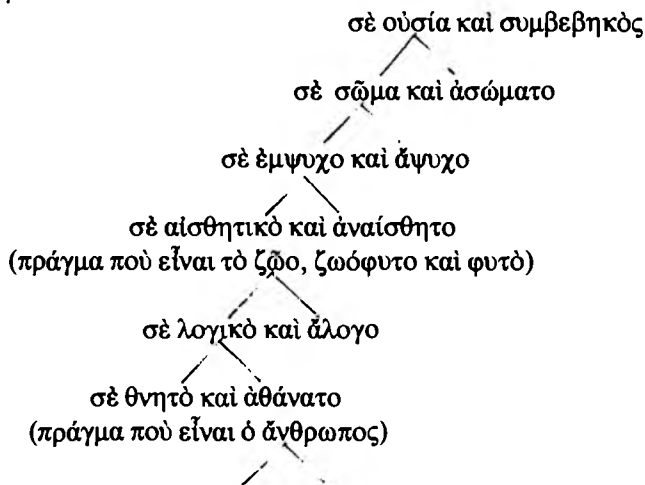 σὲ οὐσία καὶ συμβεβηκὸς
σὲ σῶμα καὶ ἀσώματο
σὲ ἐμψυχο καὶ ἄψυχο
σὲ αἰσθητικὸ καὶ ἀναίσθητο
(πράγμα ποὺ εἶναι τὸ ζῶο, ζωόφυτο καὶ φυτὸ)
σὲ λογικὸ καὶ ἄλογο
σὲ θνητὸ καὶ ἀθάνατο
(πράγμα ποὺ εἶναι ὁ ἄνθρωπος)